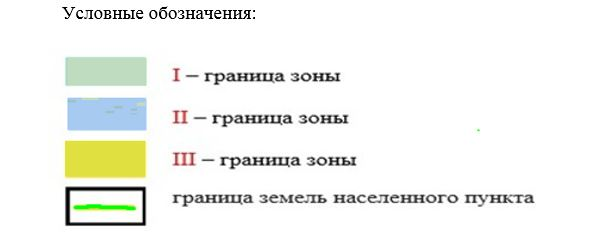 Условные обозначения:
I – граница зоны
II – граница зоны
III – граница зоны
граница земель населенного пункта